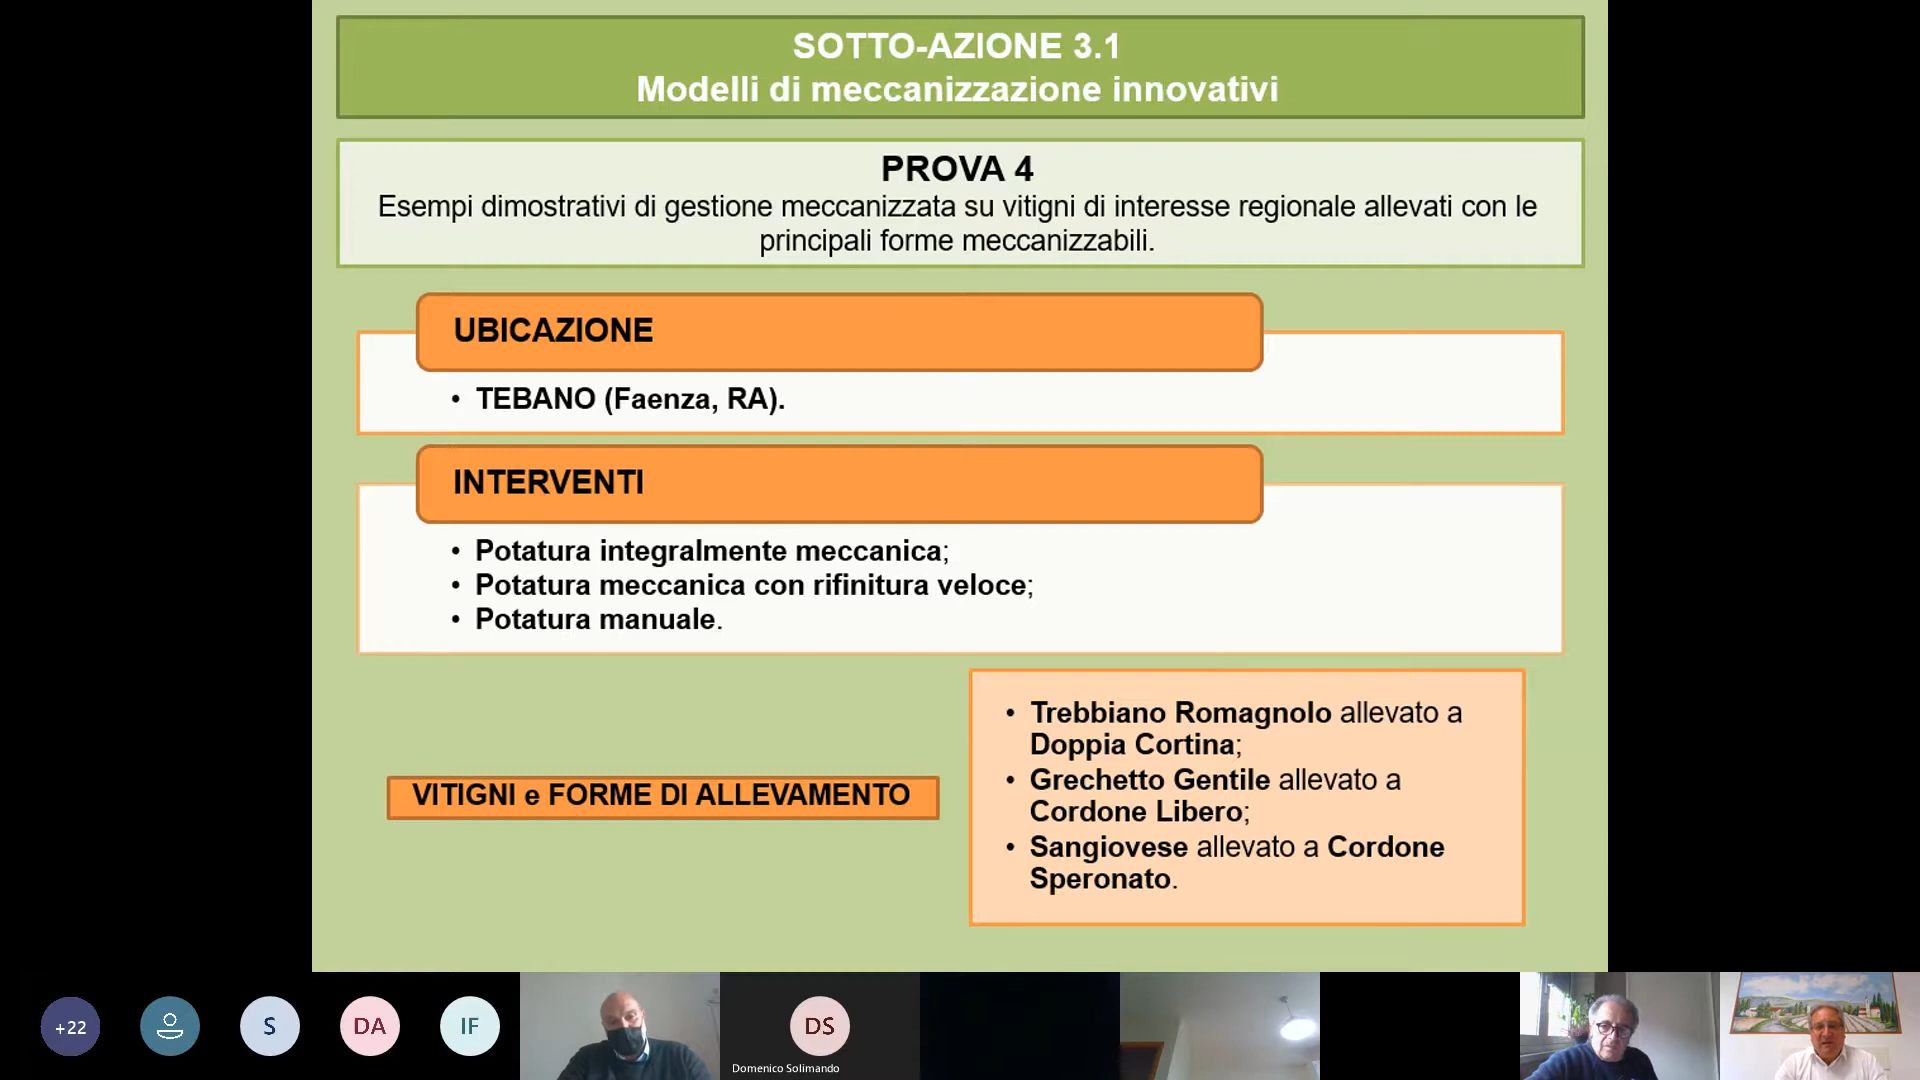 SOTTO-AZIONE 3.1
Modelli di meccanizzazione innovativi
PROVA 4
Esempi dimostrativi di gestione meccanizzata su vitigni di interesse regionale allevati con le
principali forme meccanizzabili.
UBICAZIONE
• TEBANO (Faenza, RA).
INTERVENTI
• Potatura integralmente meccanica;
• Potatura meccanica con rifinitura veloce;
• Potatura manuale.
VITIGNI e FORME DI ALLEVAMENTO
• Trebbiano Romagnolo allevato a
Doppia Cortina;
• Grechetto Gentile allevato a
Cordone Libero;
• Sangiovese allevato a Cordone
Speronato.
+22
S
DA
IF
DS
Domenico Solimando